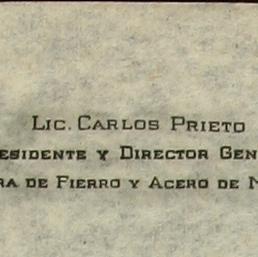 Lic. Carlos Prieto
esidente y Director Gen
ra de Fierro y Acero de M